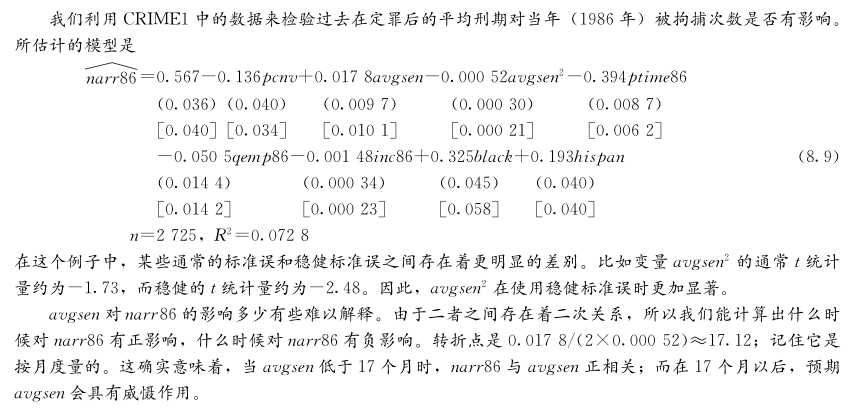 我们利用 CRIME1 中的数据来检验过去在定罪后的平均刑期对当年（1986 年）被拘捕次数是否有影响。
所估计的模型是
narr86=0.567-0.136pcnv+0.017 8avgsen-0.000 52avgsen²-0.394ptime86
(0.036) (0.040) (0.009 7) (0.000 30) (0.008 7)
[0.040] [0.034] [0.010 1] [0.000 21] [0.006 2]
-0.050 5qemp86-0.001 48inc86+0.325black+0.193hispan (8.9)
(0.014 4) (0.000 34) (0.045) (0.040)
[0.014 2] [0.000 23] [0.058] [0.040]
n=2 725，R²=0.072 8
在这个例子中，某些通常的标准误和稳健标准误之间存在着更明显的差别。比如变量 avgsen² 的通常 t 统计
量约为-1.73，而稳健的 t 统计量约为-2.48。因此，avgsen² 在使用稳健标准误时更加显著。
avgsen 对 narr86 的影响多少有些难以解释。由于二者之间存在着二次关系，所以我们能计算出什么时
候对 narr86 有正影响，什么时候对 narr86 有负影响。转折点是 0.017 8/(2×0.000 52)≈17.12；记住它是
按月度量的。这确实意味着，当 avgsen 低于 17 个月时，narr86 与 avgsen 正相关；而在 17 个月以后，预期
avgsen 会具有威慑作用。